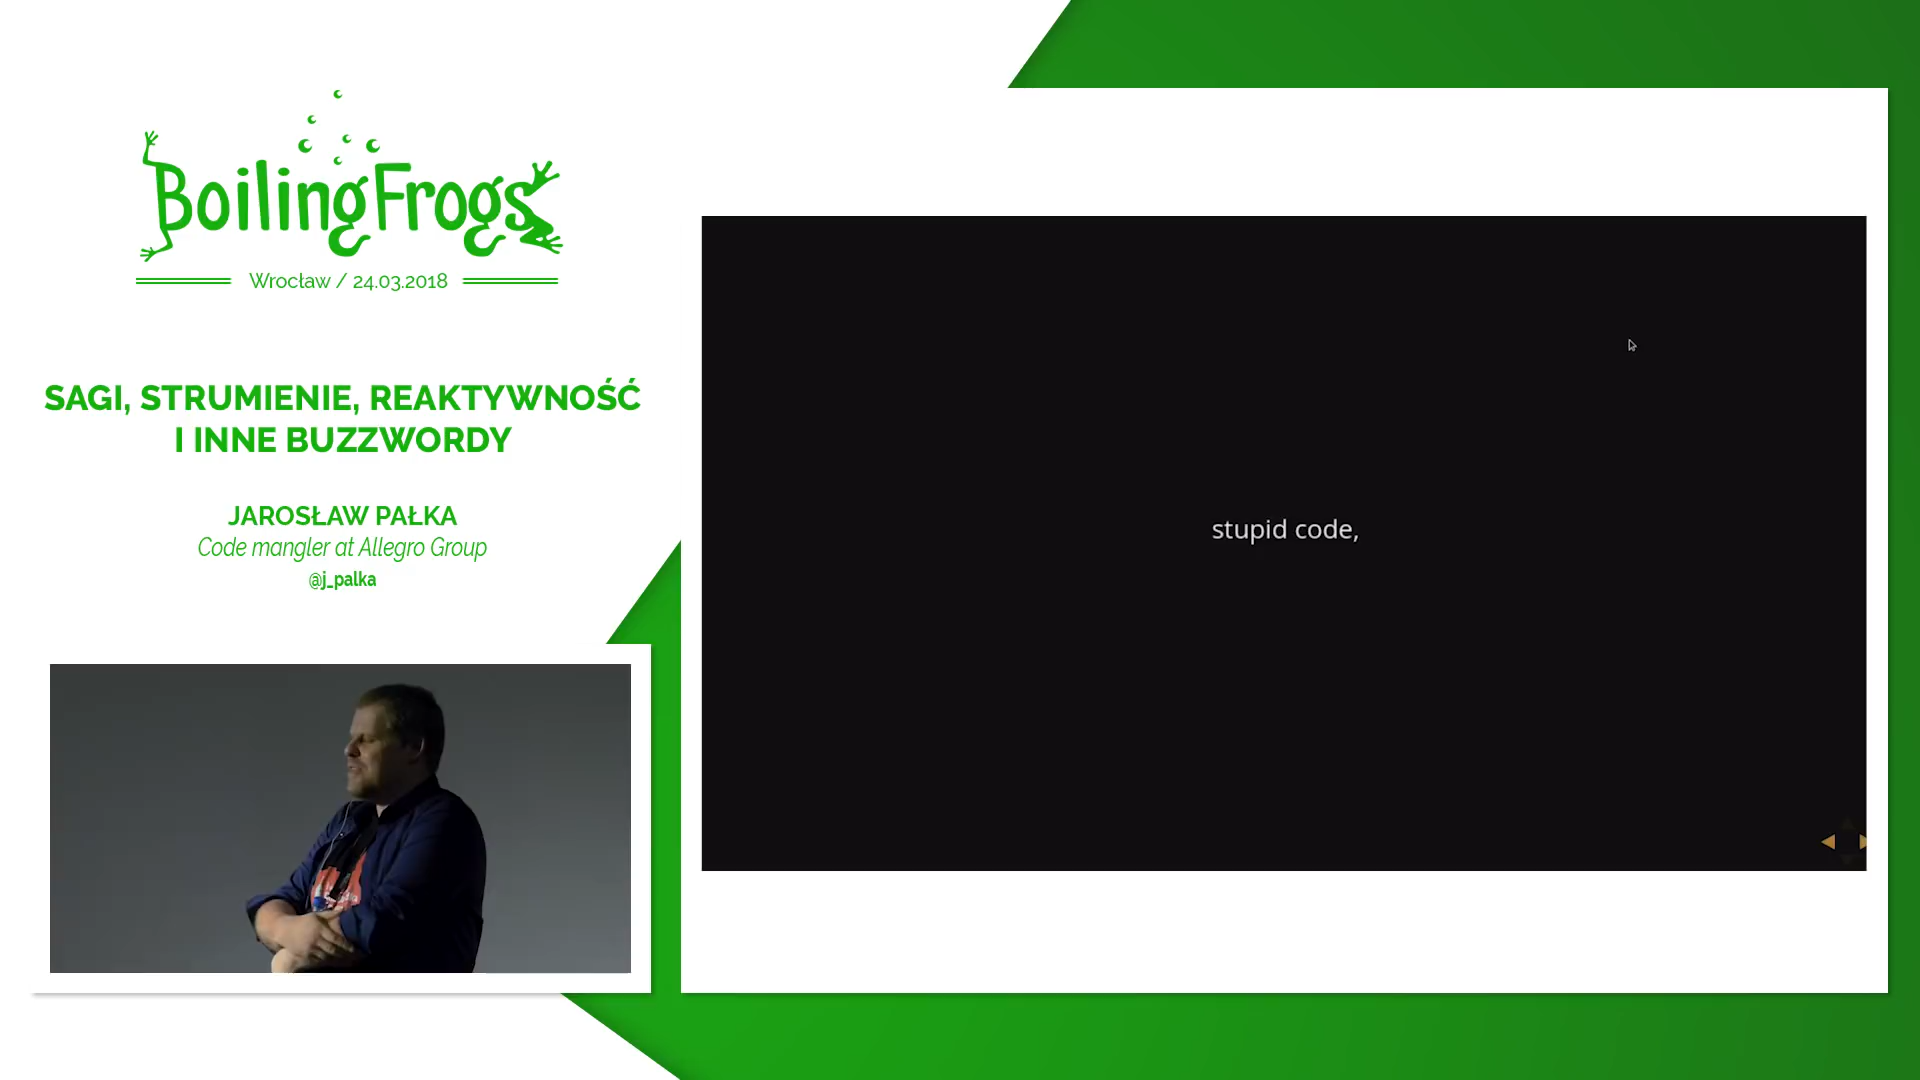 BoilingFrogs
Wrocław / 24.03.2018
SAGI, STRUMIENIE, REAKTYWNOŚĆ
I INNE BUZZWORDY
JAROSŁAW PAŁKA
Code mangler at Allegro Group
@j_palka
stupid code,